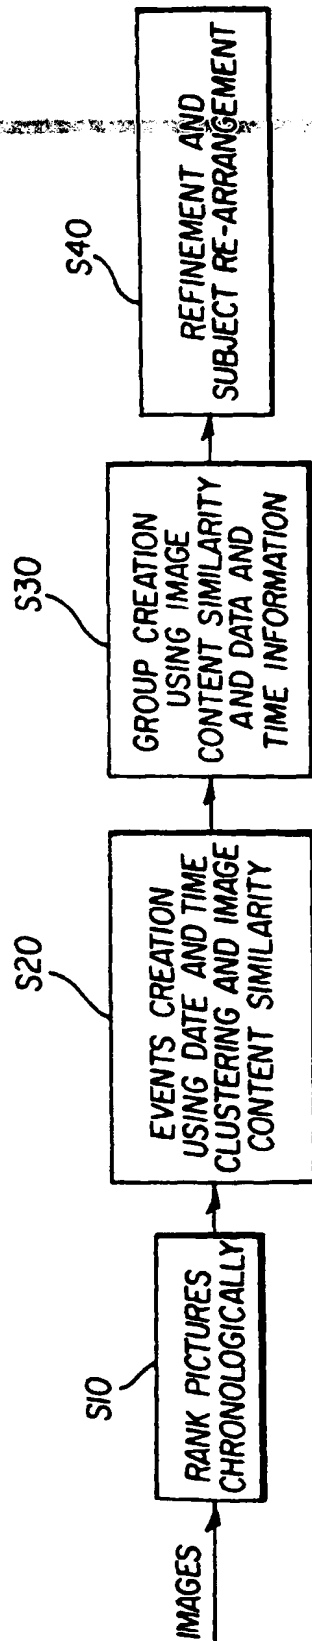 IMAGES
S10
RANK PICTURES
CHRONOLOGICALLY
S20
EVENTS CREATION
USING DATE AND TIME
CLUSTERING AND IMAGE
CONTENT SIMILARITY
S30
GROUP CREATION
USING IMAGE
CONTENT SIMILARITY
AND DATA AND
TIME INFORMATION
S40
REFINEMENT AND
SUBJECT RE-ARRANGEMENT